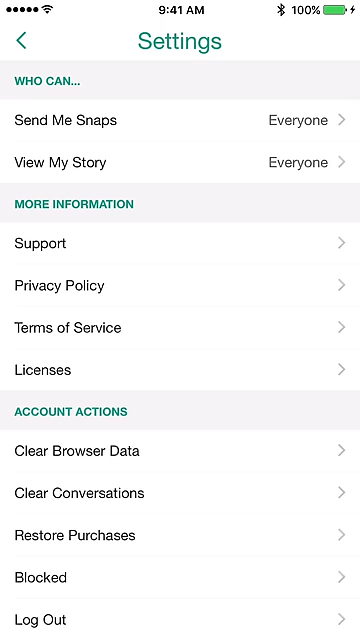 9:41 AM 100%
Settings
WHO CAN...
Send Me Snaps Everyone
View My Story Everyone
MORE INFORMATION
Support
Privacy Policy
Terms of Service
Licenses
ACCOUNT ACTIONS
Clear Browser Data
Clear Conversations
Restore Purchases
Blocked
Log Out